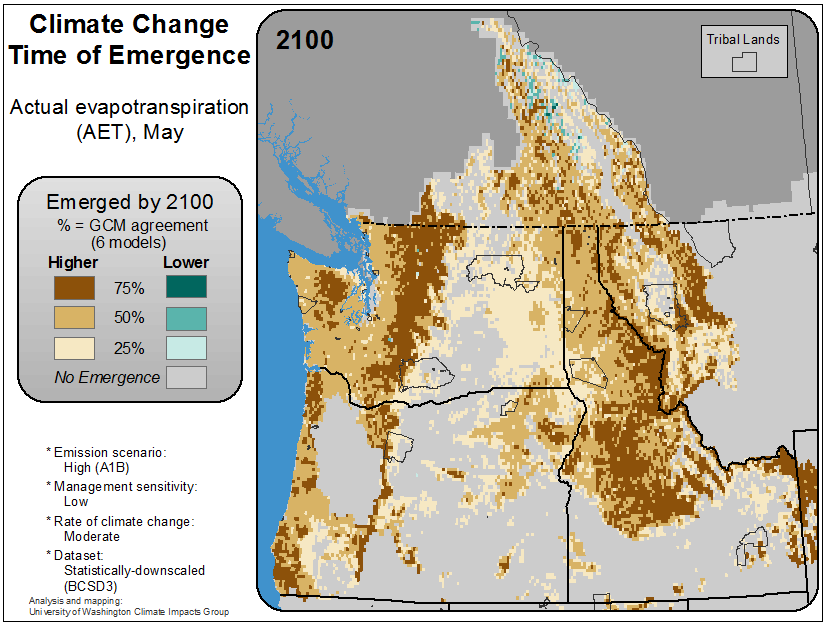 Climate Change
Time of Emergence
Actual evapotranspiration
(AET), May
Emerged by 2100
% = GCM agreement
(6 models)
Higher Lower
75%
50%
25%
No Emergence
* Emission scenario:
High (A1B)
* Management sensitivity:
Low
* Rate of climate change:
Moderate
* Dataset:
Statistically-downscaled
(BCSD3)
Analysis and mapping:
University of Washington Climate Impacts Group
2100
Tribal Lands